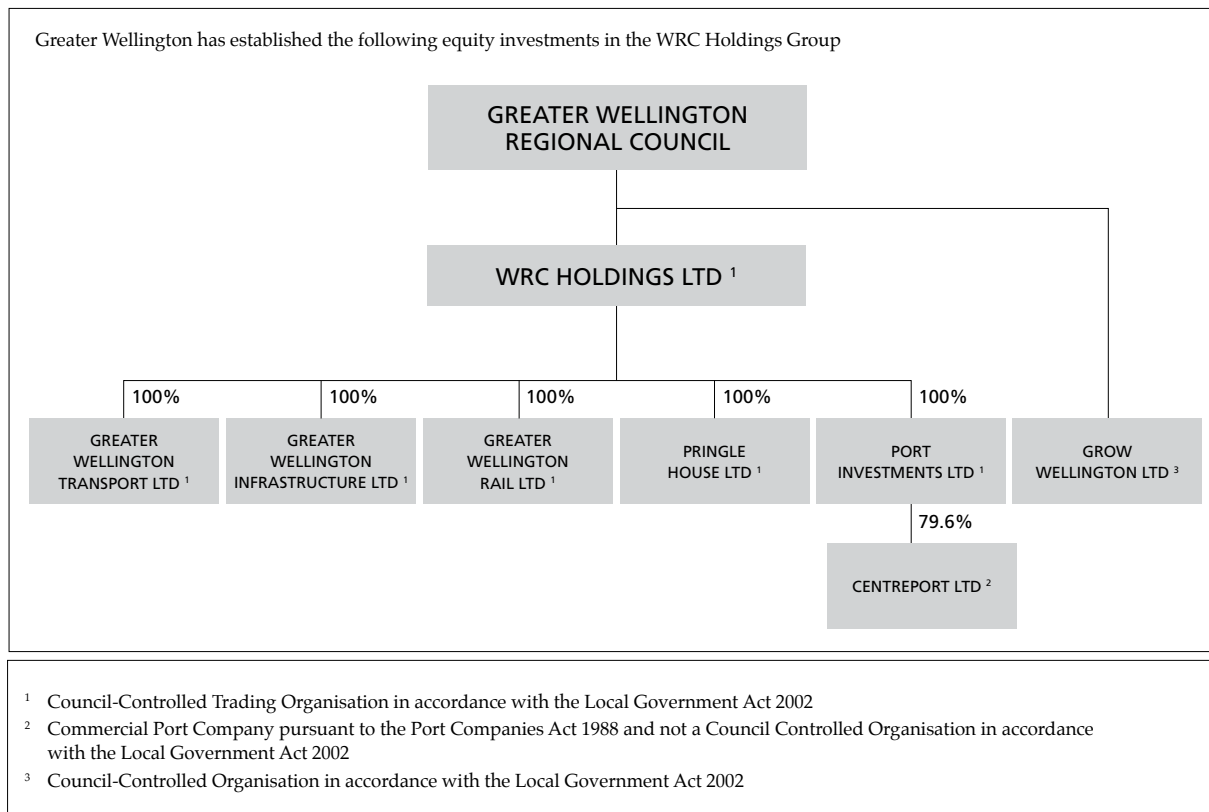 Greater Wellington has established the following equity investments in the WRC Holdings Group
GREATER WELLINGTON
REGIONAL COUNCIL
WRC HOLDINGS LTD ¹
100%
100%
100%
100%
100%
GREATER
WELLINGTON
TRANSPORT LTD ¹
GREATER
WELLINGTON
INFRASTRUCTURE LTD ¹
GREATER
WELLINGTON
RAIL LTD ¹
PRINGLE
HOUSE LTD ¹
PORT
INVESTMENTS LTD ¹
GROW
WELLINGTON LTD ³
79.6%
CENTREPORT LTD ²
¹ Council-Controlled Trading Organisation in accordance with the Local Government Act 2002
² Commercial Port Company pursuant to the Port Companies Act 1988 and not a Council Controlled Organisation in accordance
with the Local Government Act 2002
³ Council-Controlled Organisation in accordance with the Local Government Act 2002